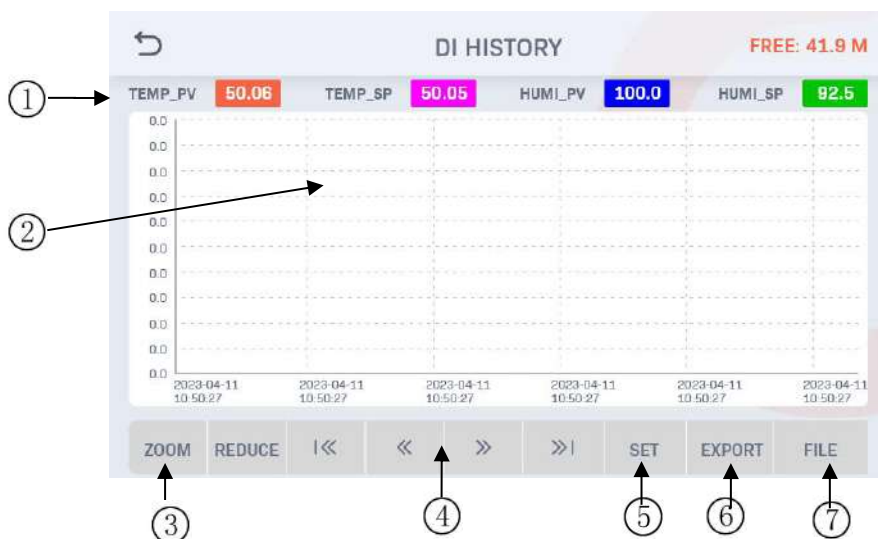 DI HISTORY FREE: 41.9 M
① TEMP_PV 50.06 TEMP_SP 50.05 HUMI_PV 100.0 HUMI_SP 92.5
0.0
0.0
0.0
0.0
②
0.0
0.0
0.0
0.0
0.0
0.0
0.0
2023-04-11 2023-04-11 2023-04-11 2023-04-11 2023-04-11 2023-04-11
10:50:27 10:50:27 10:50:27 10:50:27 10:50:27 10:50:27
ZOOM REDUCE I≪ ≪ ≫ ≫I SET EXPORT FILE
③ ④ ⑤ ⑥ ⑦